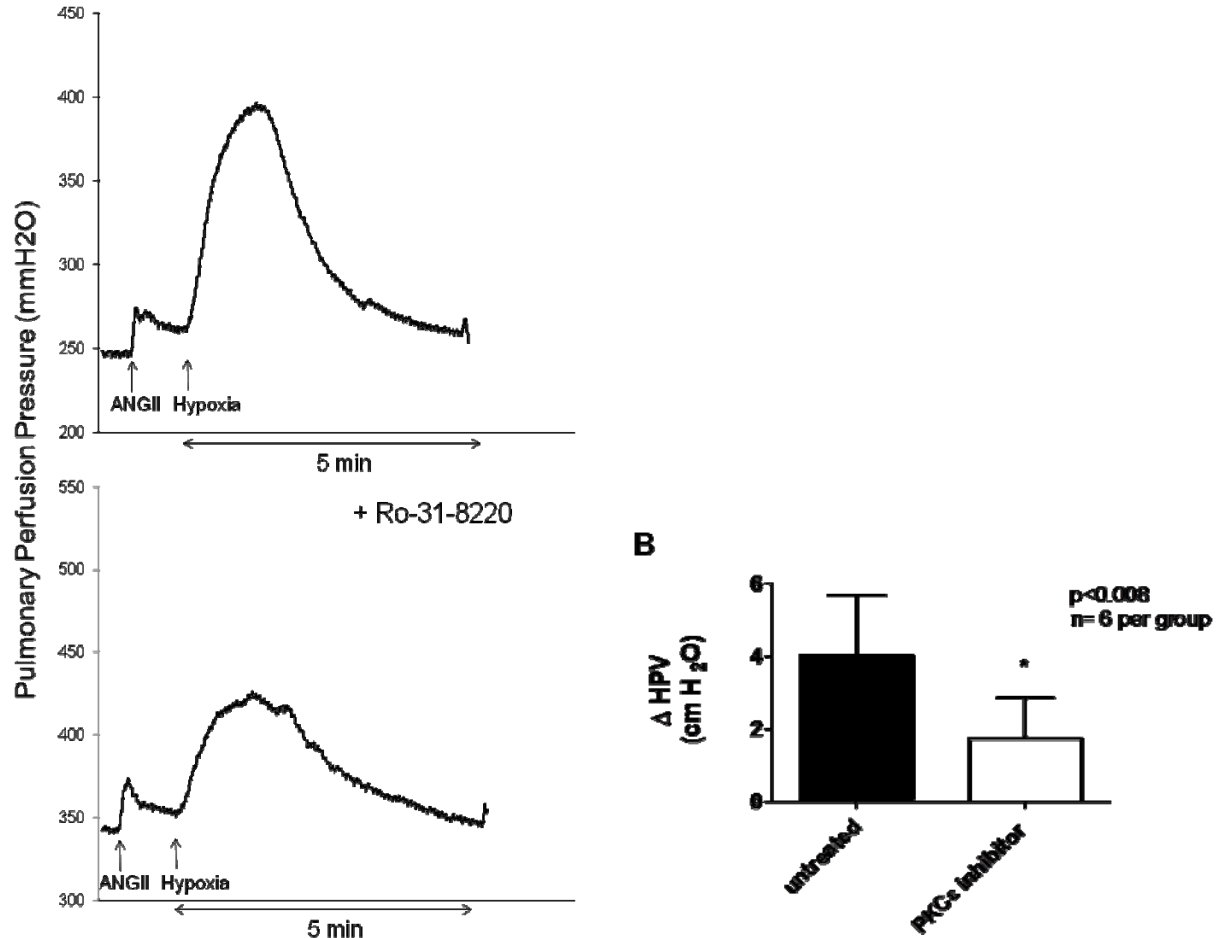 Pulmonary Perfusion Pressure (mmH2O)
450
400
350
300
250
200
ANGII Hypoxia
5 min
550
500
450
400
350
300
+ Ro-31-8220
ANGII Hypoxia
5 min
B
Δ HPV
(cm H2O)
6
4
2
0
p<0.008
n= 6 per group
*
untreated
PKCs inhibitor